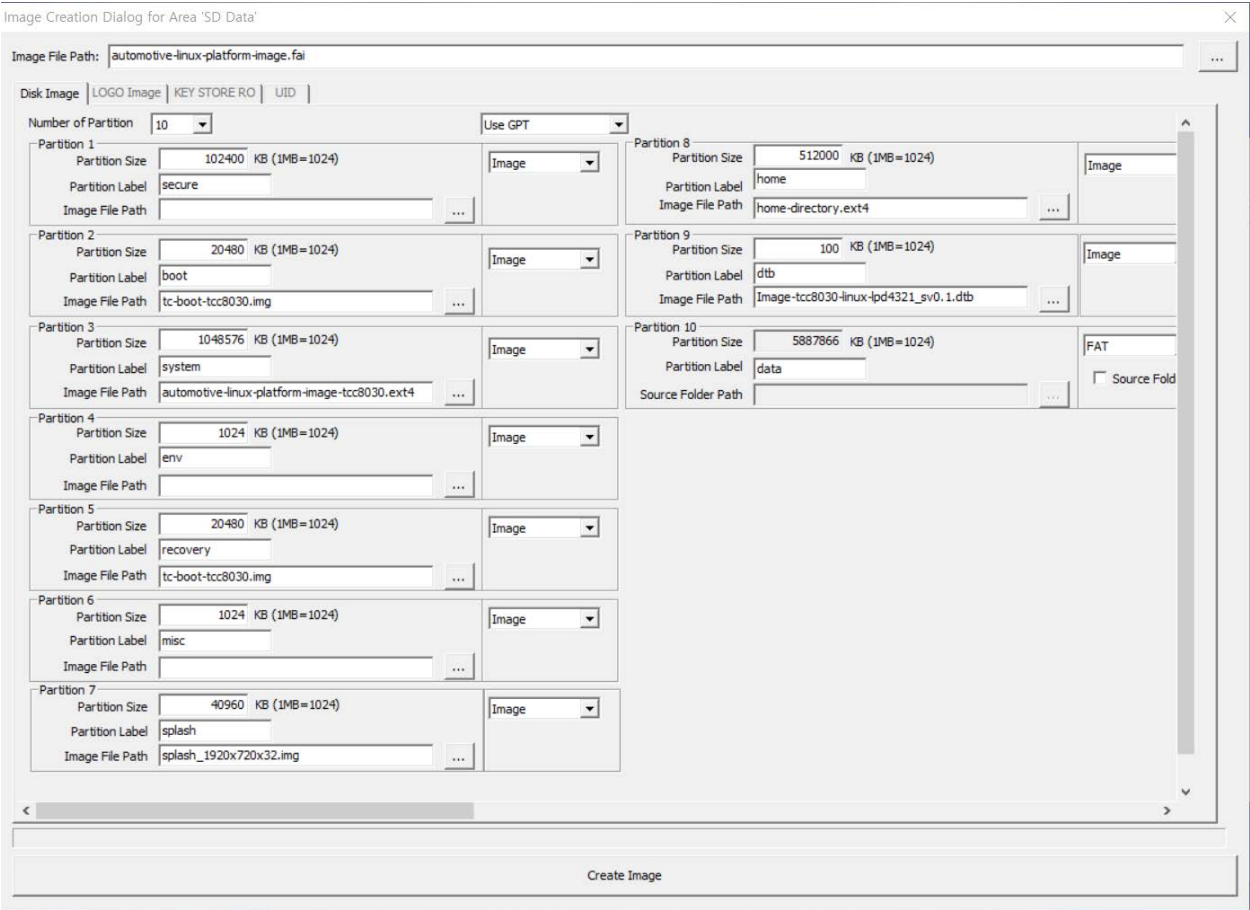 Image Creation Dialog for Area 'SD Data'
Image File Path: automotive-linux-platform-image.fai ...
Disk Image LOGO Image KEY STORE RO UID
Number of Partition 10 Use GPT
Partition 1
Partition Size 102400 KB (1MB=1024) Image
Partition Label secure
Image File Path ...
Partition 2
Partition Size 20480 KB (1MB=1024) Image
Partition Label boot
Image File Path tc-boot-tcc8030.img ...
Partition 3
Partition Size 1048576 KB (1MB=1024) Image
Partition Label system
Image File Path automotive-linux-platform-image-tcc8030.ext4 ...
Partition 4
Partition Size 1024 KB (1MB=1024) Image
Partition Label env
Image File Path ...
Partition 5
Partition Size 20480 KB (1MB=1024) Image
Partition Label recovery
Image File Path tc-boot-tcc8030.img ...
Partition 6
Partition Size 1024 KB (1MB=1024) Image
Partition Label misc
Image File Path ...
Partition 7
Partition Size 40960 KB (1MB=1024) Image
Partition Label splash
Image File Path splash_1920x720x32.img ...
Partition 8
Partition Size 512000 KB (1MB=1024) Image
Partition Label home
Image File Path home-directory.ext4 ...
Partition 9
Partition Size 100 KB (1MB=1024) Image
Partition Label dtb
Image File Path Image-tcc8030-linux-lpd4321_sv0.1.dtb ...
Partition 10
Partition Size 5887866 KB (1MB=1024) FAT
Partition Label data Source Fold
Source Folder Path ...
Create Image